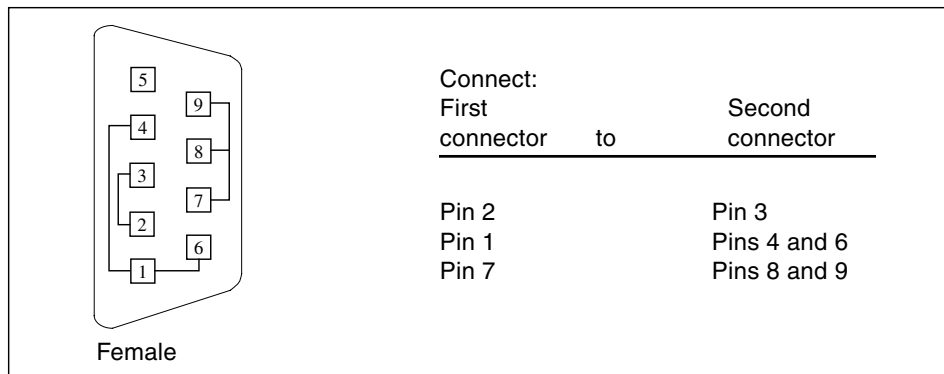 5
9
4
8
3
7
2
6
1
Female
Connect:
First Second
connector to connector
Pin 2 Pin 3
Pin 1 Pins 4 and 6
Pin 7 Pins 8 and 9